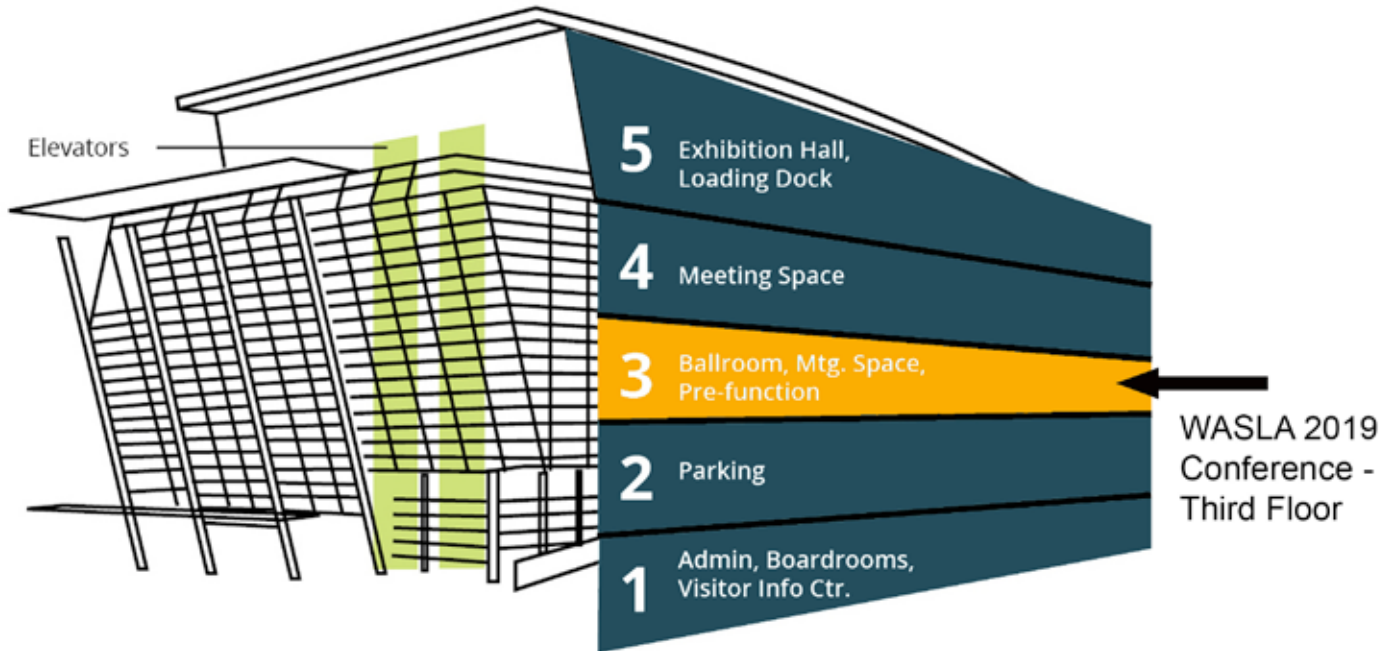 Elevators
5
Exhibition Hall,
Loading Dock
4
Meeting Space
3
Ballroom, Mtg. Space,
Pre-function
2
Parking
1
Admin, Boardrooms,
Visitor Info Ctr.
WASLA 2019
Conference -
Third Floor